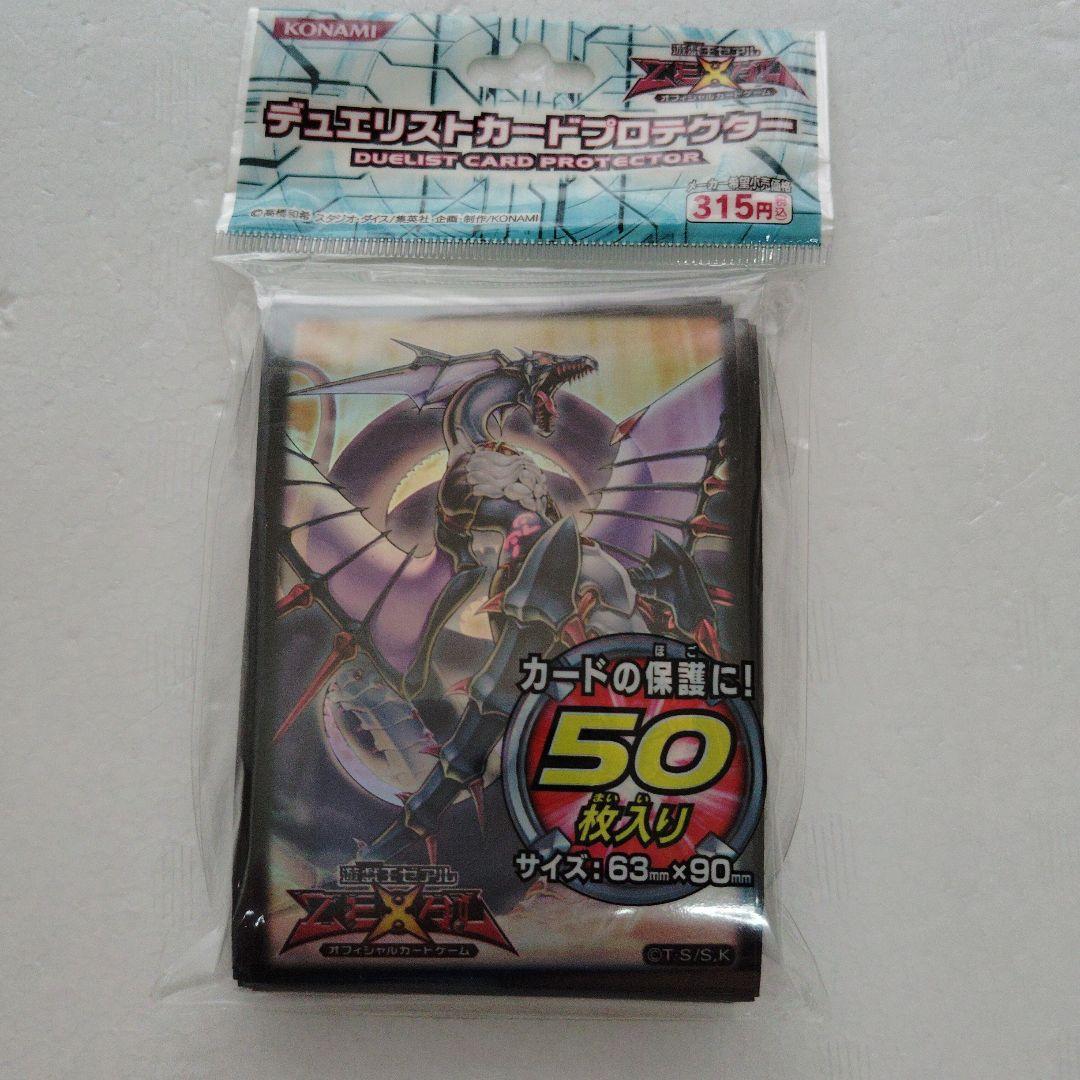 KONAMI
遊戯王ゼアル
ZEXAL
オフィシャルカードゲーム
デュエリストカードプロテクター
DUELIST CARD PROTECTOR
メーカー希望小売価格
315円(税込)
©高橋和希 スタジオ・ダイス/集英社 企画・制作/KONAMI
ほご
カードの保護に!
50
まいい
枚入り
サイズ:63mm×90mm
遊戯王ゼアル
ZEXAL
オフィシャルカードゲーム
©T・S/S,K